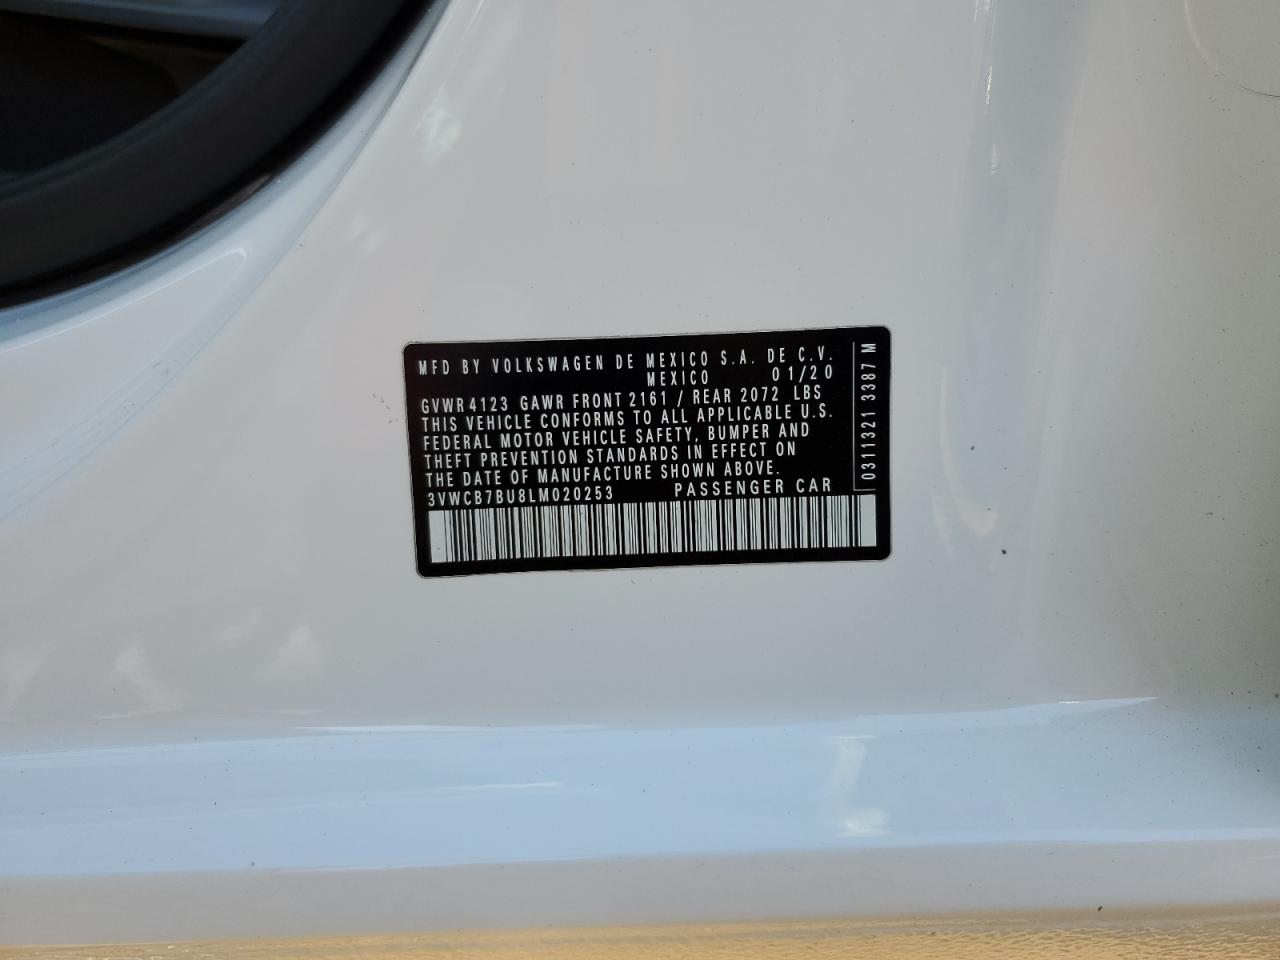 MFD BY VOLKSWAGEN DE MEXICO S.A. DE C.V.
MEXICO 01/20
GVWR 4123 GAWR FRONT 2161 / REAR 2072 LBS
THIS VEHICLE CONFORMS TO ALL APPLICABLE U.S.
FEDERAL MOTOR VEHICLE SAFETY, BUMPER AND
THEFT PREVENTION STANDARDS IN EFFECT ON
THE DATE OF MANUFACTURE SHOWN ABOVE.
3VWCB7BU8LM020253 PASSENGER CAR
0311321 3387 M